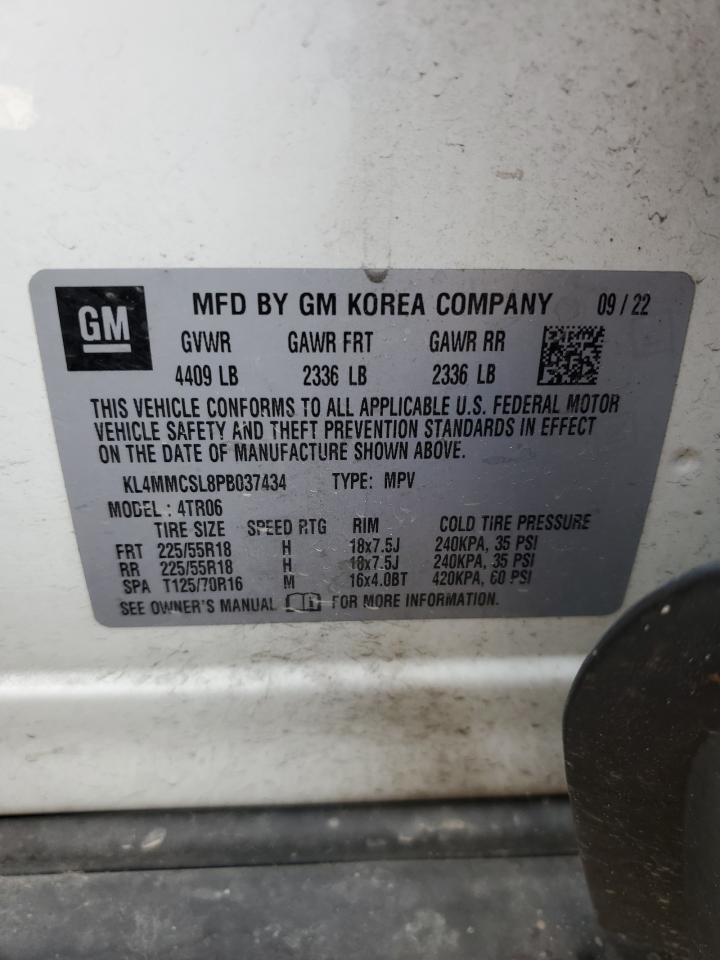 GM
MFD BY GM KOREA COMPANY 09 / 22
GVWR GAWR FRT GAWR RR
4409 LB 2336 LB 2336 LB
THIS VEHICLE CONFORMS TO ALL APPLICABLE U.S. FEDERAL MOTOR
VEHICLE SAFETY AND THEFT PREVENTION STANDARDS IN EFFECT
ON THE DATE OF MANUFACTURE SHOWN ABOVE.
KL4MMCSL8PB037434 TYPE: MPV
MODEL : 4TR06
TIRE SIZE SPEED RTG RIM COLD TIRE PRESSURE
FRT 225/55R18 H 18x7.5J 240KPA, 35 PSI
RR 225/55R18 H 18x7.5J 240KPA, 35 PSI
SPA T125/70R16 M 16x4.0BT 420KPA, 60 PSI
SEE OWNER'S MANUAL FOR MORE INFORMATION.